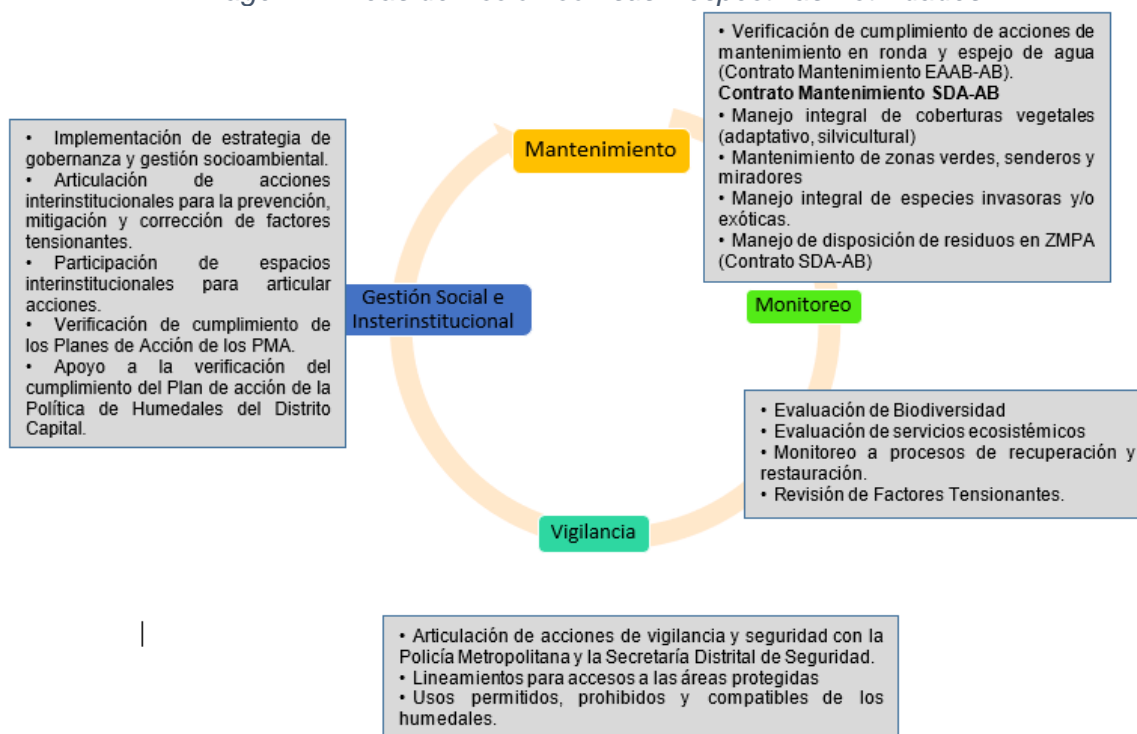 • Verificación de cumplimiento de acciones de
mantenimiento en ronda y espejo de agua
(Contrato Mantenimiento EAAB-AB).
Contrato Mantenimiento SDA-AB
• Manejo integral de coberturas vegetales
(adaptativo, silvicultural)
• Mantenimiento de zonas verdes, senderos y
miradores
• Manejo integral de especies invasoras y/o
exóticas.
• Manejo de disposición de residuos en ZMPA
(Contrato SDA-AB)
Mantenimiento
• Implementación de estrategia de
gobernanza y gestión socioambiental.
• Articulación de acciones
interinstitucionales para la prevención,
mitigación y corrección de factores
tensionantes.
• Participación de espacios
interinstitucionales para articular
acciones.
• Verificación de cumplimiento de
los Planes de Acción de los PMA.
• Apoyo a la verificación del
cumplimiento del Plan de acción de la
Política de Humedales del Distrito
Capital.
Gestión Social e
Insterinstitucional
Monitoreo
• Evaluación de Biodiversidad
• Evaluación de servicios ecosistémicos
• Monitoreo a procesos de recuperación y
restauración.
• Revisión de Factores Tensionantes.
Vigilancia
• Articulación de acciones de vigilancia y seguridad con la
Policía Metropolitana y la Secretaría Distrital de Seguridad.
• Lineamientos para accesos a las áreas protegidas
• Usos permitidos, prohibidos y compatibles de los
humedales.